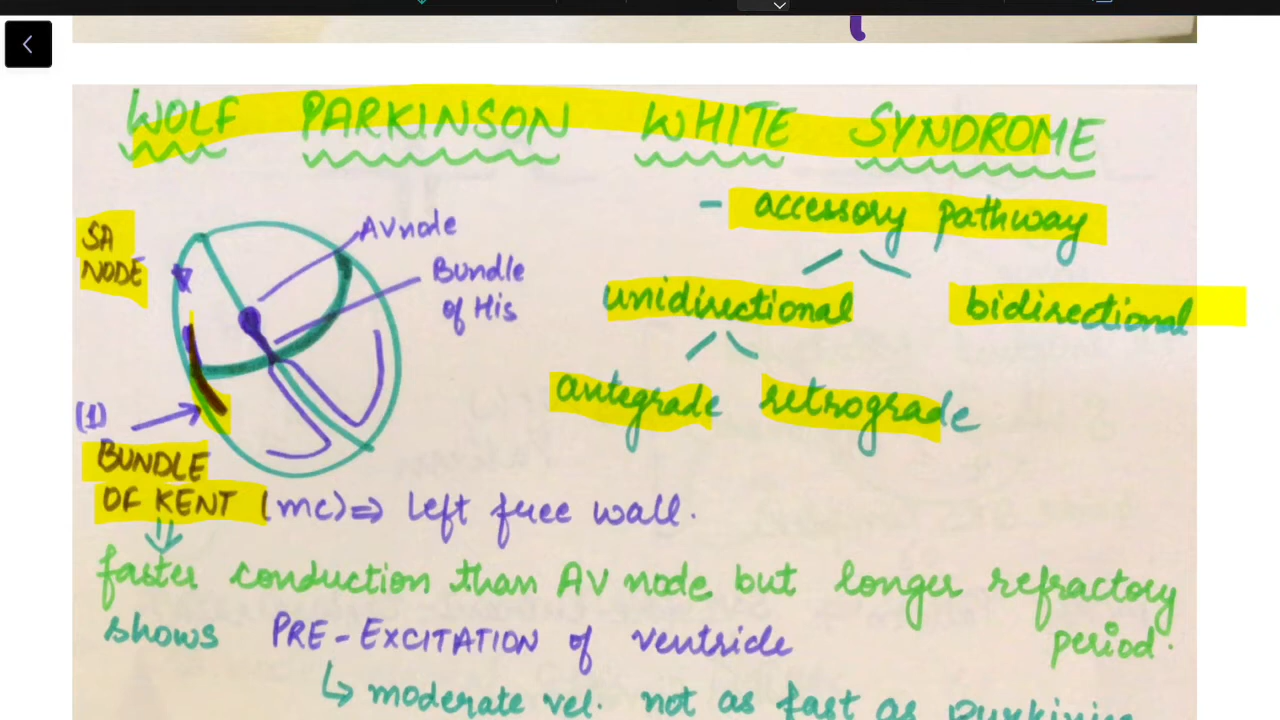 WOLF PARKINSON WHITE SYNDROME
- accessory pathway
unidirectional bidirectional
antegrade retrograde
SA
NODE
AV node
Bundle
of His
(1)
BUNDLE
OF KENT (mc) ⇒ left free wall.
faster conduction than AV node but longer refractory
period.
shows PRE-EXCITATION of ventricle
↳ moderate vel. not as fast as purkinje